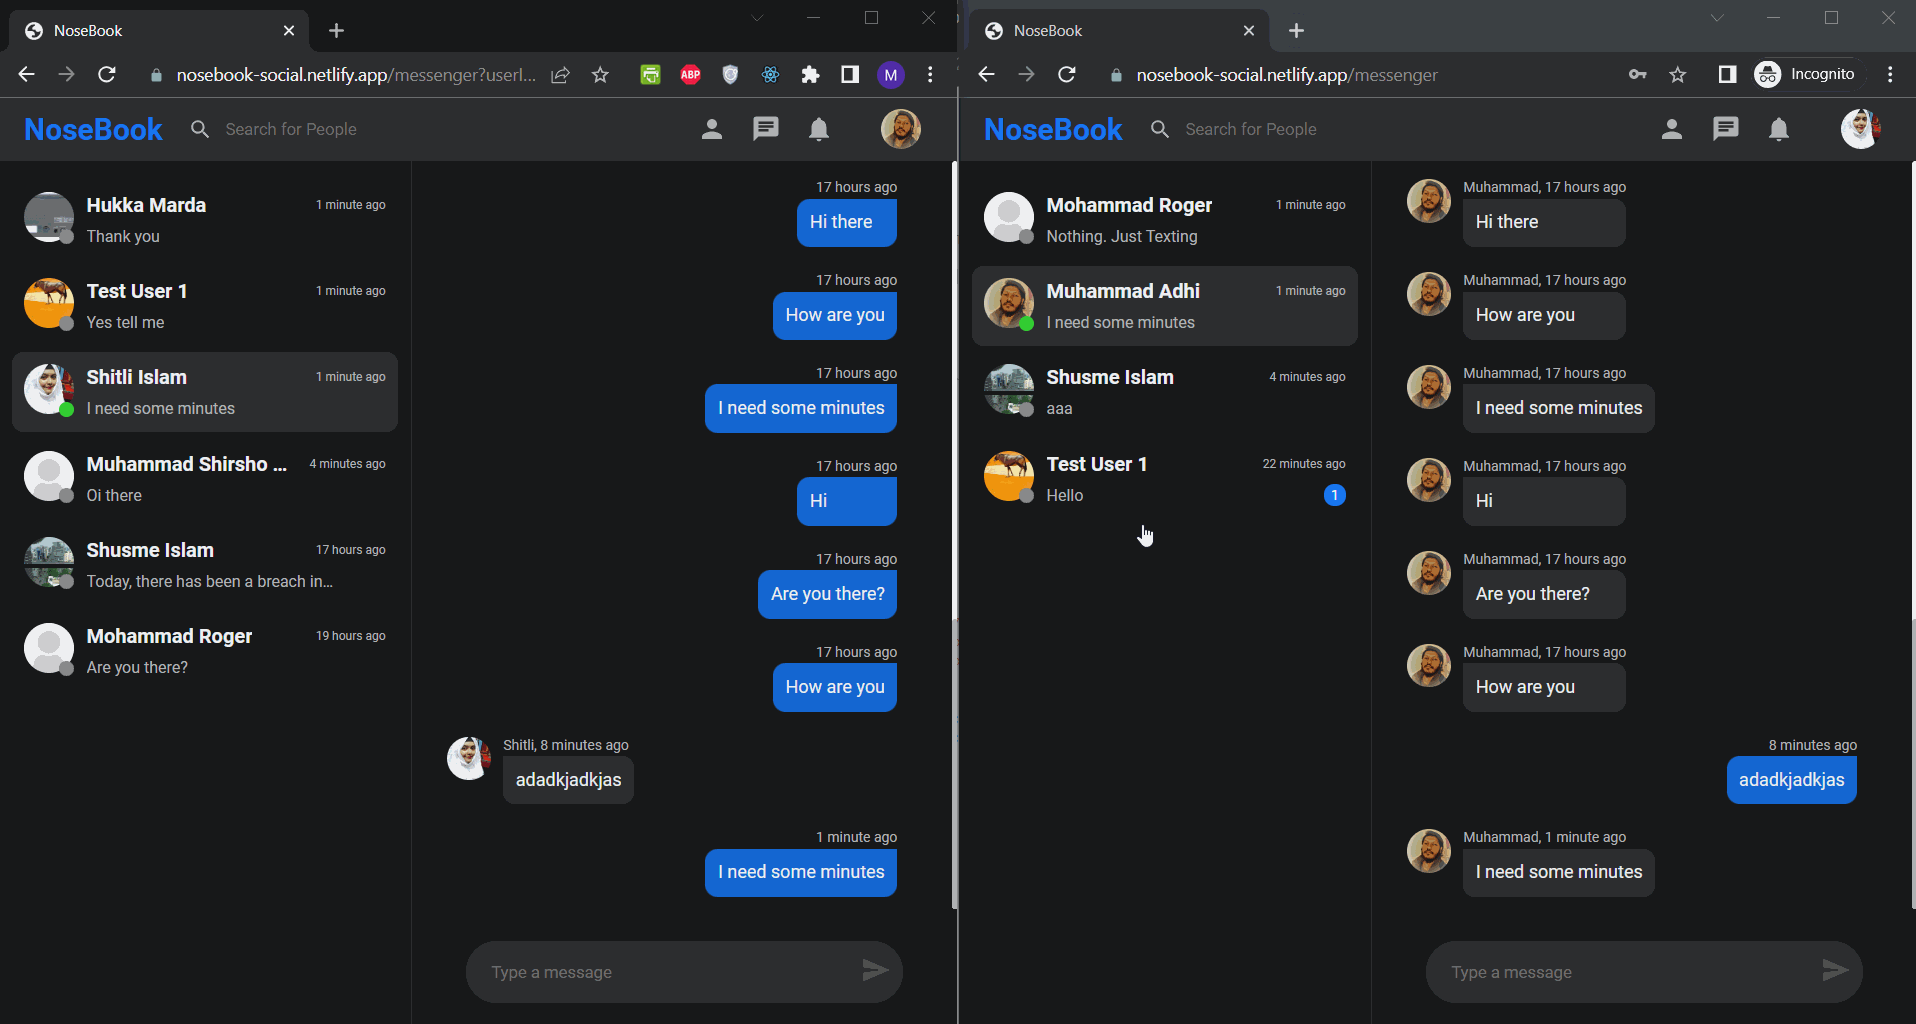 NoseBook
nosebook-social.netlify.app/messenger?userI...
ABP
M
NoseBook
Search for People
Hukka Marda
1 minute ago
Thank you
Test User 1
1 minute ago
Yes tell me
Shitli Islam
1 minute ago
I need some minutes
Muhammad Shirsho ...
4 minutes ago
Oi there
Shusme Islam
17 hours ago
Today, there has been a breach in...
Mohammad Roger
19 hours ago
Are you there?
17 hours ago
Hi there
17 hours ago
How are you
17 hours ago
I need some minutes
17 hours ago
Hi
17 hours ago
Are you there?
17 hours ago
How are you
Shitli, 8 minutes ago
adadkjadkjas
1 minute ago
I need some minutes
Type a message
NoseBook
nosebook-social.netlify.app/messenger
Incognito
NoseBook
Search for People
Mohammad Roger
1 minute ago
Nothing. Just Texting
Muhammad Adhi
1 minute ago
I need some minutes
Shusme Islam
4 minutes ago
aaa
Test User 1
22 minutes ago
Hello
1
Muhammad, 17 hours ago
Hi there
Muhammad, 17 hours ago
How are you
Muhammad, 17 hours ago
I need some minutes
Muhammad, 17 hours ago
Hi
Muhammad, 17 hours ago
Are you there?
Muhammad, 17 hours ago
How are you
8 minutes ago
adadkjadkjas
Muhammad, 1 minute ago
I need some minutes
Type a message